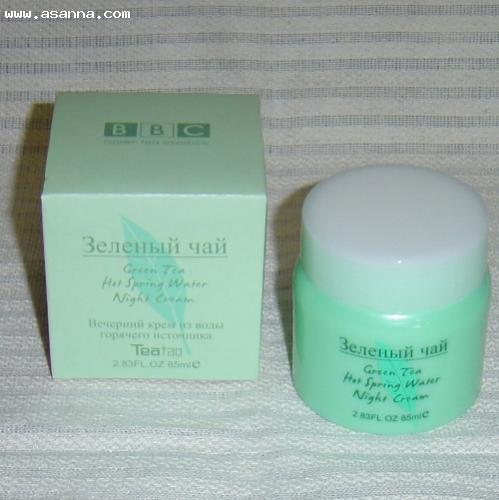 www.asanna.com
BBC
Зеленый чай
Green Tea
Hot Spring Water
Night Cream
Вечерний крем из воды
горячего источника
Teatao
2.83FL.OZ 85ml℮
Зеленый чай
Green Tea
Hot Spring Water
Night Cream
2.83FL.OZ 85ml℮